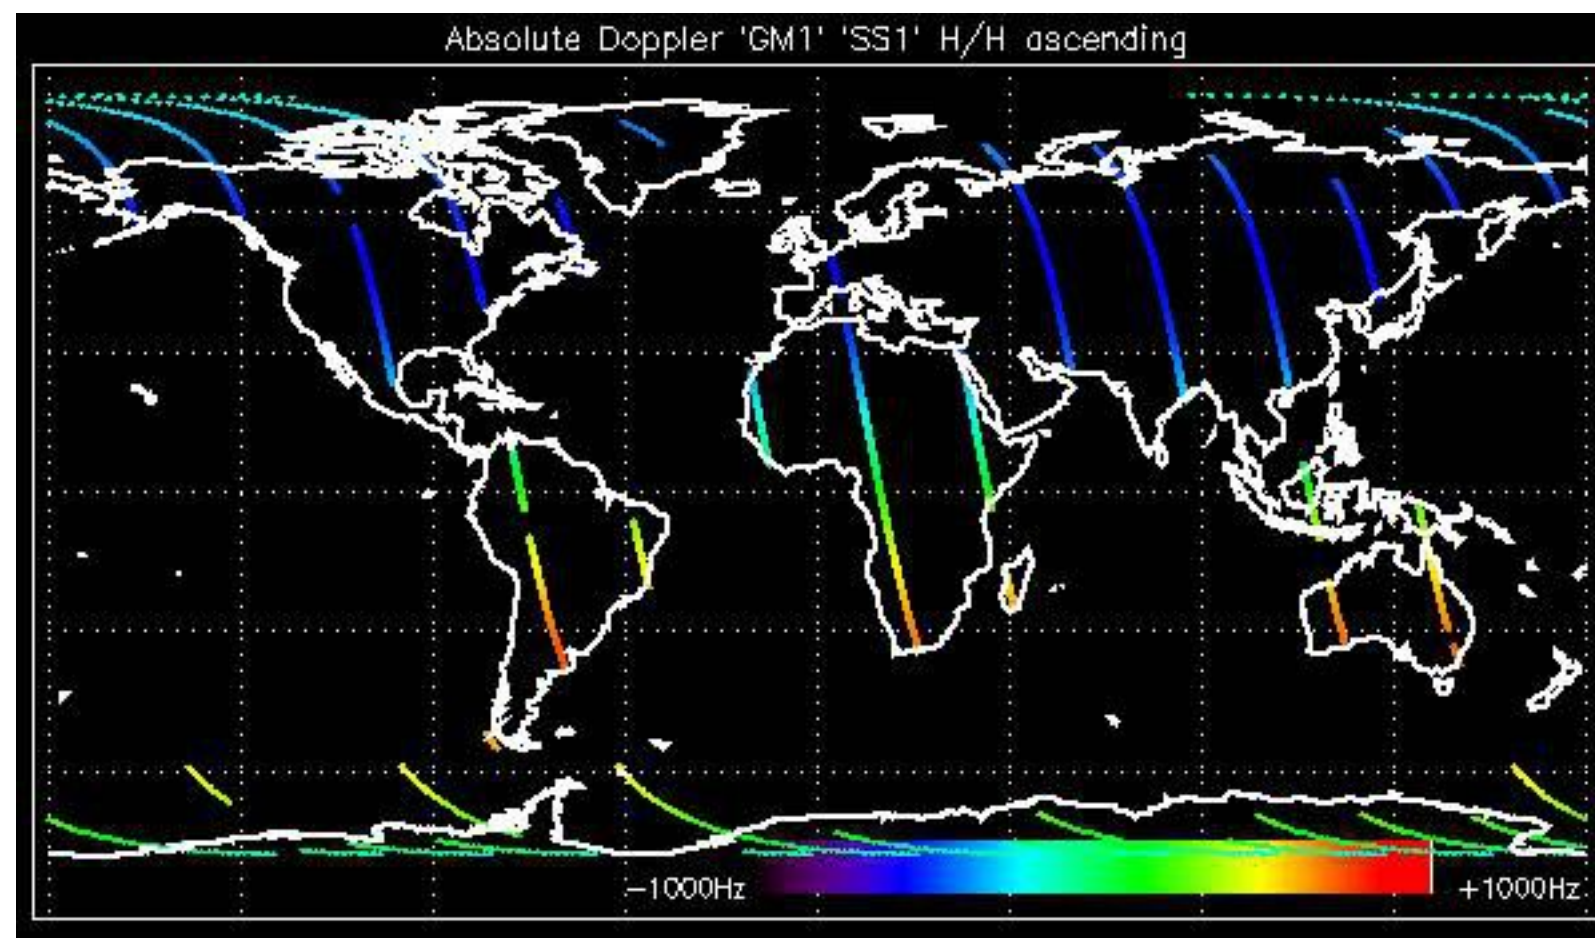 Absolute Doppler 'GM1' 'SS1' H/H ascending
−1000Hz
+1000Hz